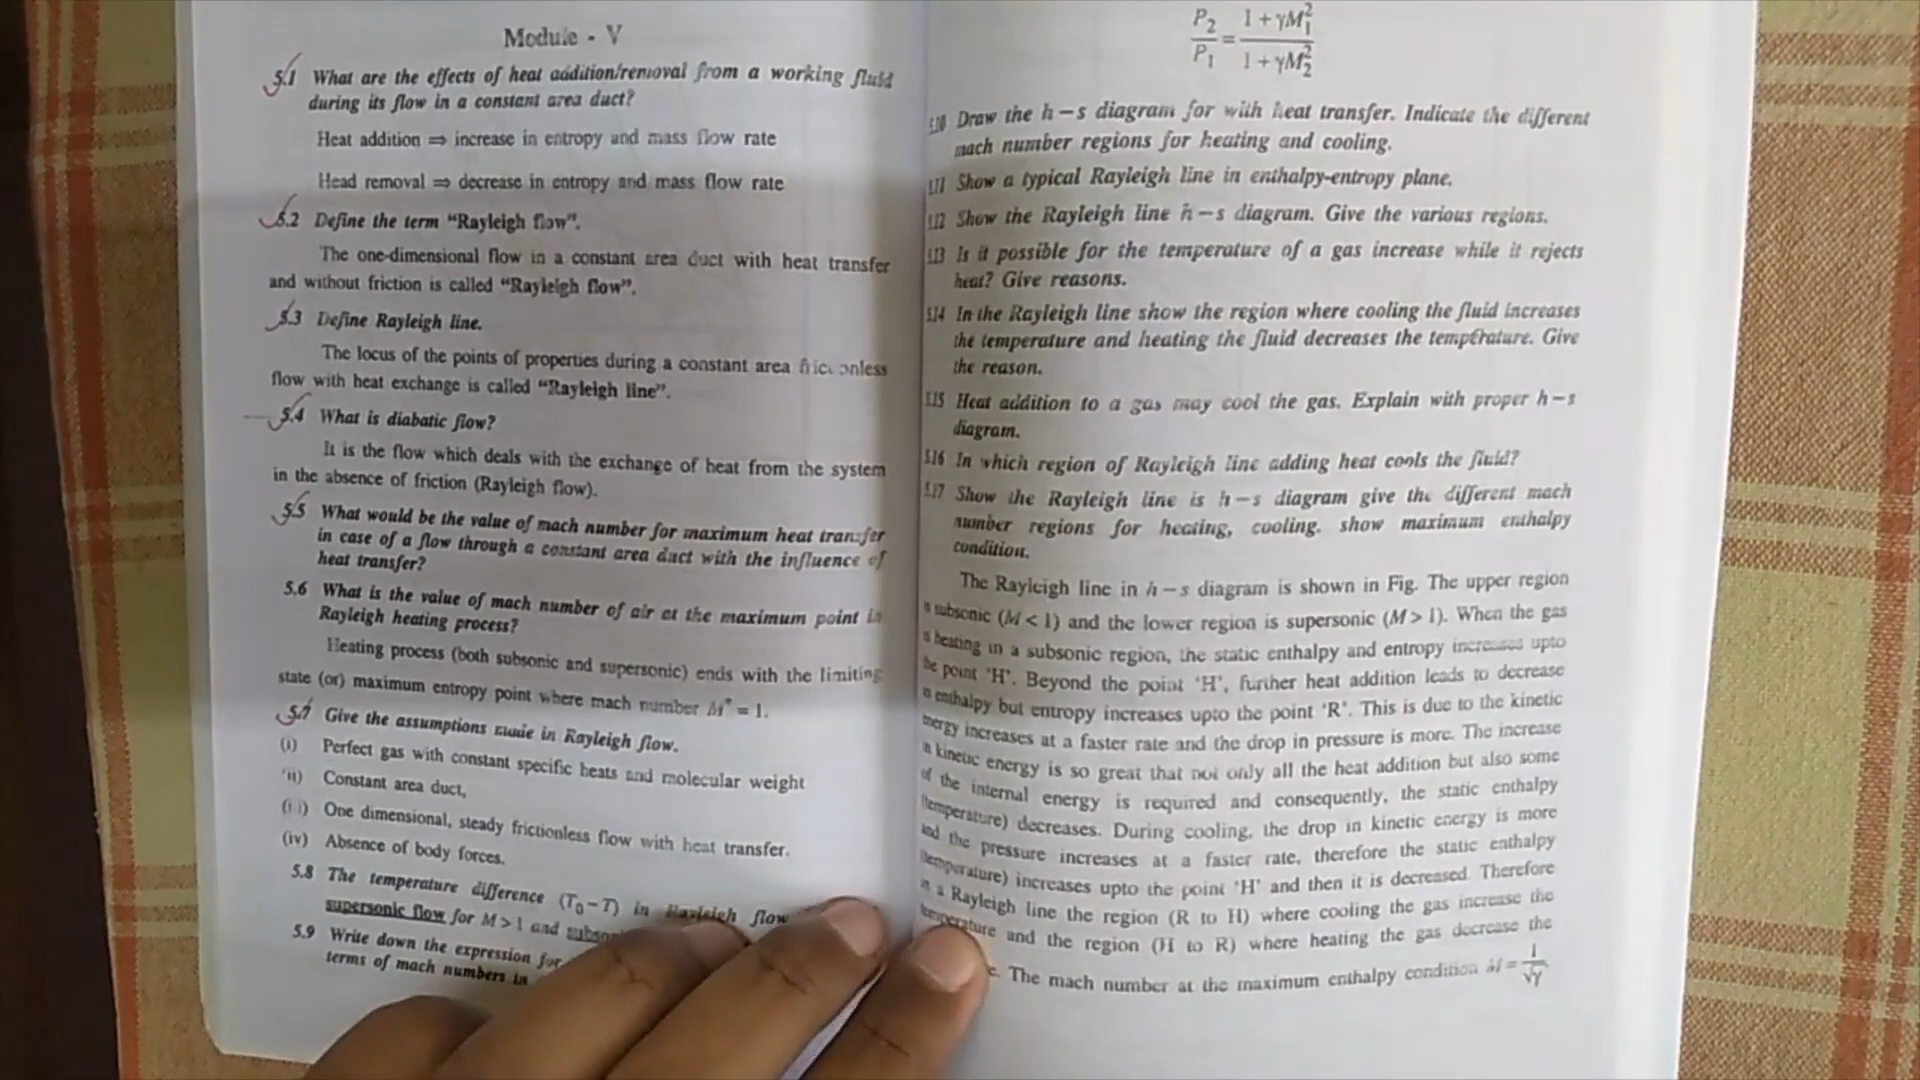 Module - V
5.1 What are the effects of heat addition/removal from a working fluid
during its flow in a constant area duct?
Heat addition ⇒ increase in entropy and mass flow rate
Head removal ⇒ decrease in entropy and mass flow rate
5.2 Define the term “Rayleigh flow”.
The one-dimensional flow in a constant area duct with heat transfer
and without friction is called “Rayleigh flow”.
5.3 Define Rayleigh line.
The locus of the points of properties during a constant area
flow with heat exchange is called “Rayleigh line”.
5.4 What is diabatic flow?
It is the flow which deals with the exchange of heat from the system
in the absence of friction (Rayleigh flow).
5.5 What would be the value of mach number for maximum heat transfer
in case of a flow through a constant area duct with the influence of
heat transfer?
5.6 What is the value of mach number of air at the maximum point in
Rayleigh heating process?
Heating process (both subsonic and supersonic) ends with the limiting
state (or) maximum entropy point where mach number M* = 1.
5.7 Give the assumptions made in Rayleigh flow.
(i) Perfect gas with constant specific heats and molecular weight
(ii) Constant area duct,
(iii) One dimensional, steady frictionless flow with heat transfer.
(iv) Absence of body forces.
5.8 The temperature difference (T₀ − T) in Rayleigh flow
supersonic flow for M > 1 and
5.9 Write down the expression for
terms of mach numbers in
P₂/P₁ = (1 + γM₁²)/(1 + γM₂²)
5.10 Draw the h − s diagram for with heat transfer. Indicate the different
mach number regions for heating and cooling.
5.11 Show a typical Rayleigh line in enthalpy-entropy plane.
5.12 Show the Rayleigh line h − s diagram. Give the various regions.
5.13 Is it possible for the temperature of a gas increase while it rejects
heat? Give reasons.
5.14 In the Rayleigh line show the region where cooling the fluid increases
the temperature and heating the fluid decreases the temperature. Give
the reason.
5.15 Heat addition to a gas may cool the gas. Explain with proper h − s
diagram.
5.16 In which region of Rayleigh line adding heat cools the fluid?
5.17 Show the Rayleigh line is h − s diagram give the different mach
number regions for heating, cooling. show maximum enthalpy
condition.
The Rayleigh line in h − s diagram is shown in Fig. The upper region
is subsonic (M < 1) and the lower region is supersonic (M > 1). When the gas
is heating in a subsonic region, the static enthalpy and entropy increases upto
the point ‘H’. Beyond the point ‘H’, further heat addition leads to decrease
in enthalpy but entropy increases upto the point ‘R’. This is due to the kinetic
energy increases at a faster rate and the drop in pressure is more. The increase
in kinetic energy is so great that not only all the heat addition but also some
of the internal energy is required and consequently, the static enthalpy
(temperature) decreases. During cooling, the drop in kinetic energy is more
and the pressure increases at a faster rate, therefore the static enthalpy
(temperature) increases upto the point ‘H’ and then it is decreased. Therefore
in a Rayleigh line the region (R to H) where cooling the gas increase the
temperature and the region (H to R) where heating the gas decrease the
The mach number at the maximum enthalpy condition M = 1/√γ.